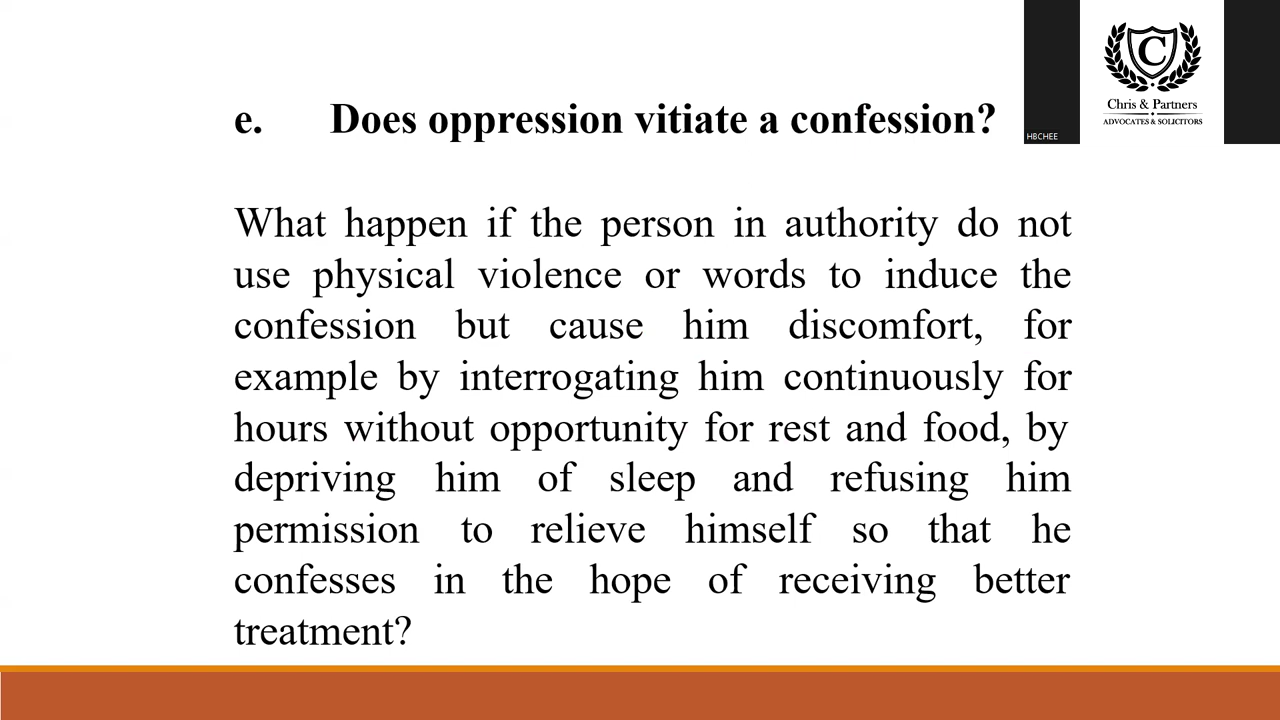 C
Chris & Partners
ADVOCATES & SOLICITORS
HBCHEE
e. Does oppression vitiate a confession?
What happen if the person in authority do not
use physical violence or words to induce the
confession but cause him discomfort, for
example by interrogating him continuously for
hours without opportunity for rest and food, by
depriving him of sleep and refusing him
permission to relieve himself so that he
confesses in the hope of receiving better
treatment?